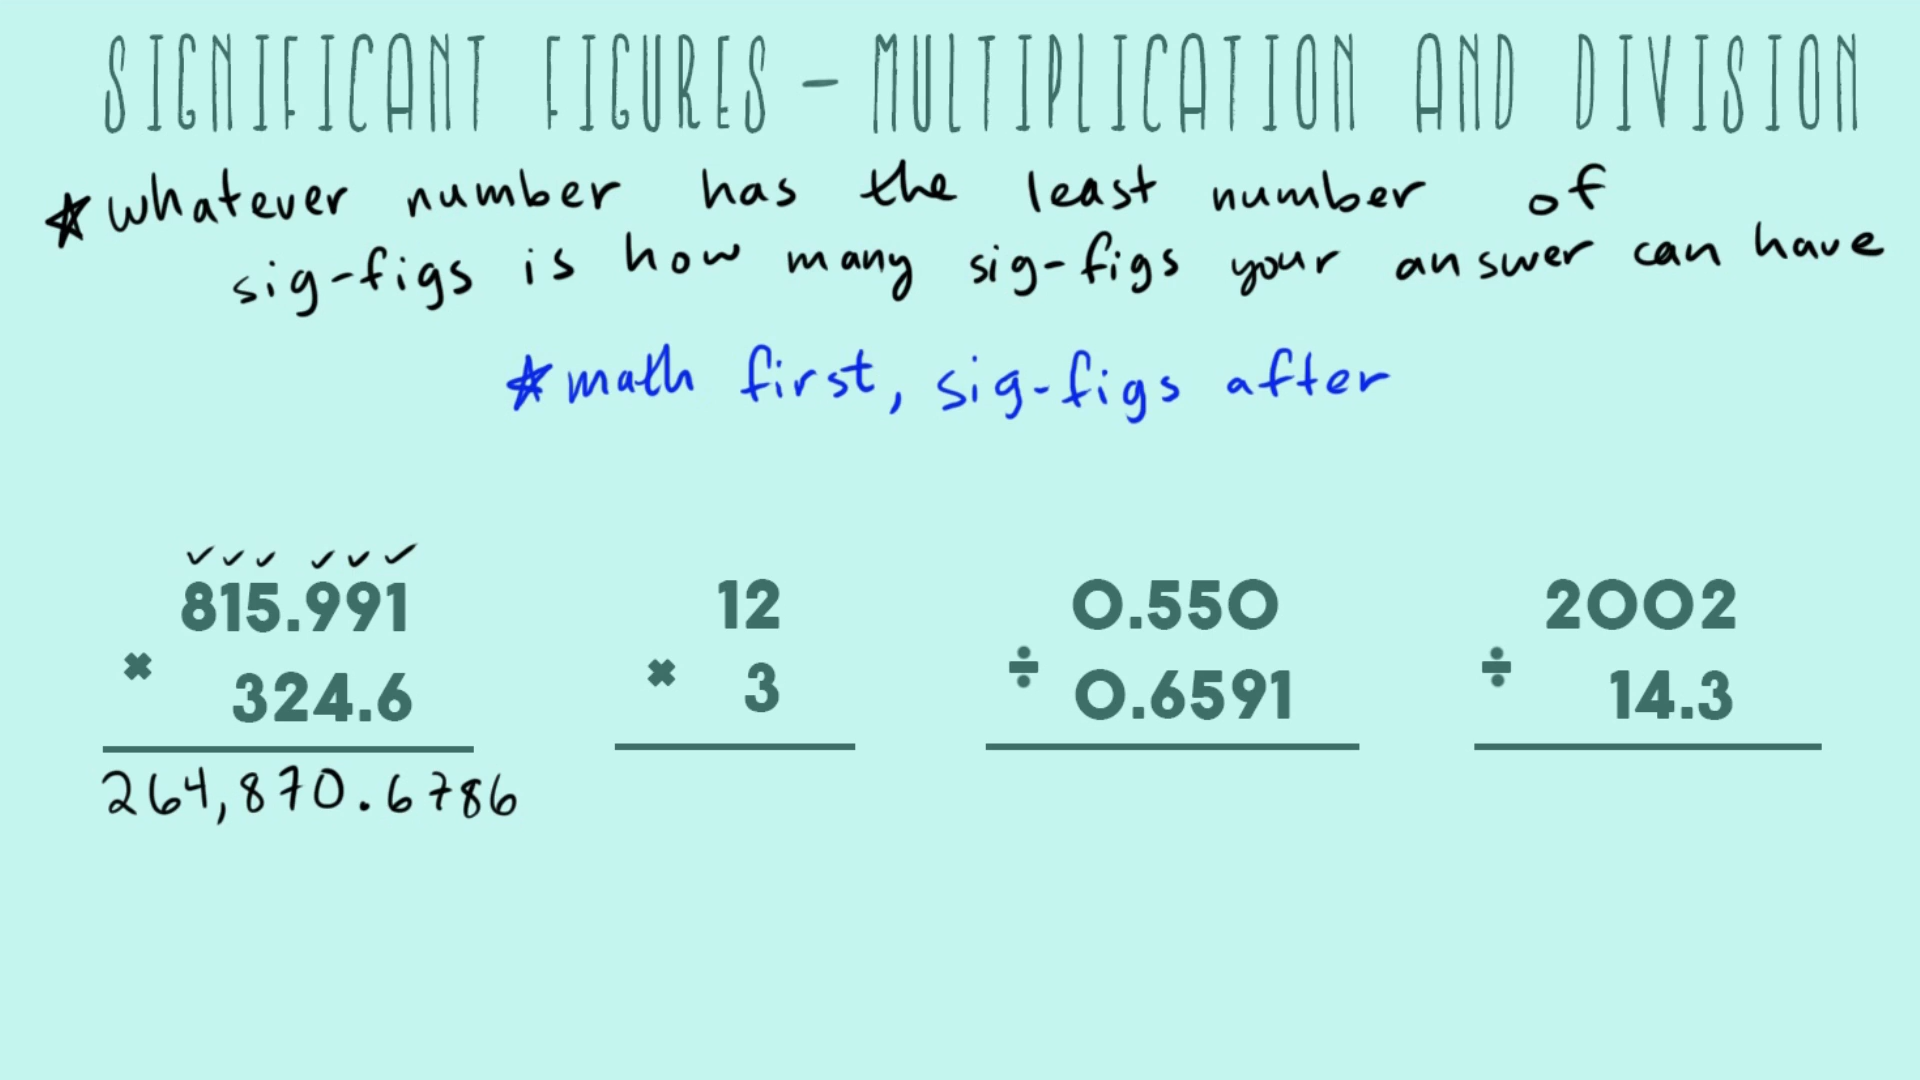 SIGNIFICANT FIGURES - MULTIPLICATION AND DIVISION
whatever number has the least number of
sig-figs is how many sig-figs your answer can have
math first, sig-figs after
815.991
× 324.6
264,870.6786
12
× 3
0.550
÷ 0.6591
2002
÷ 14.3